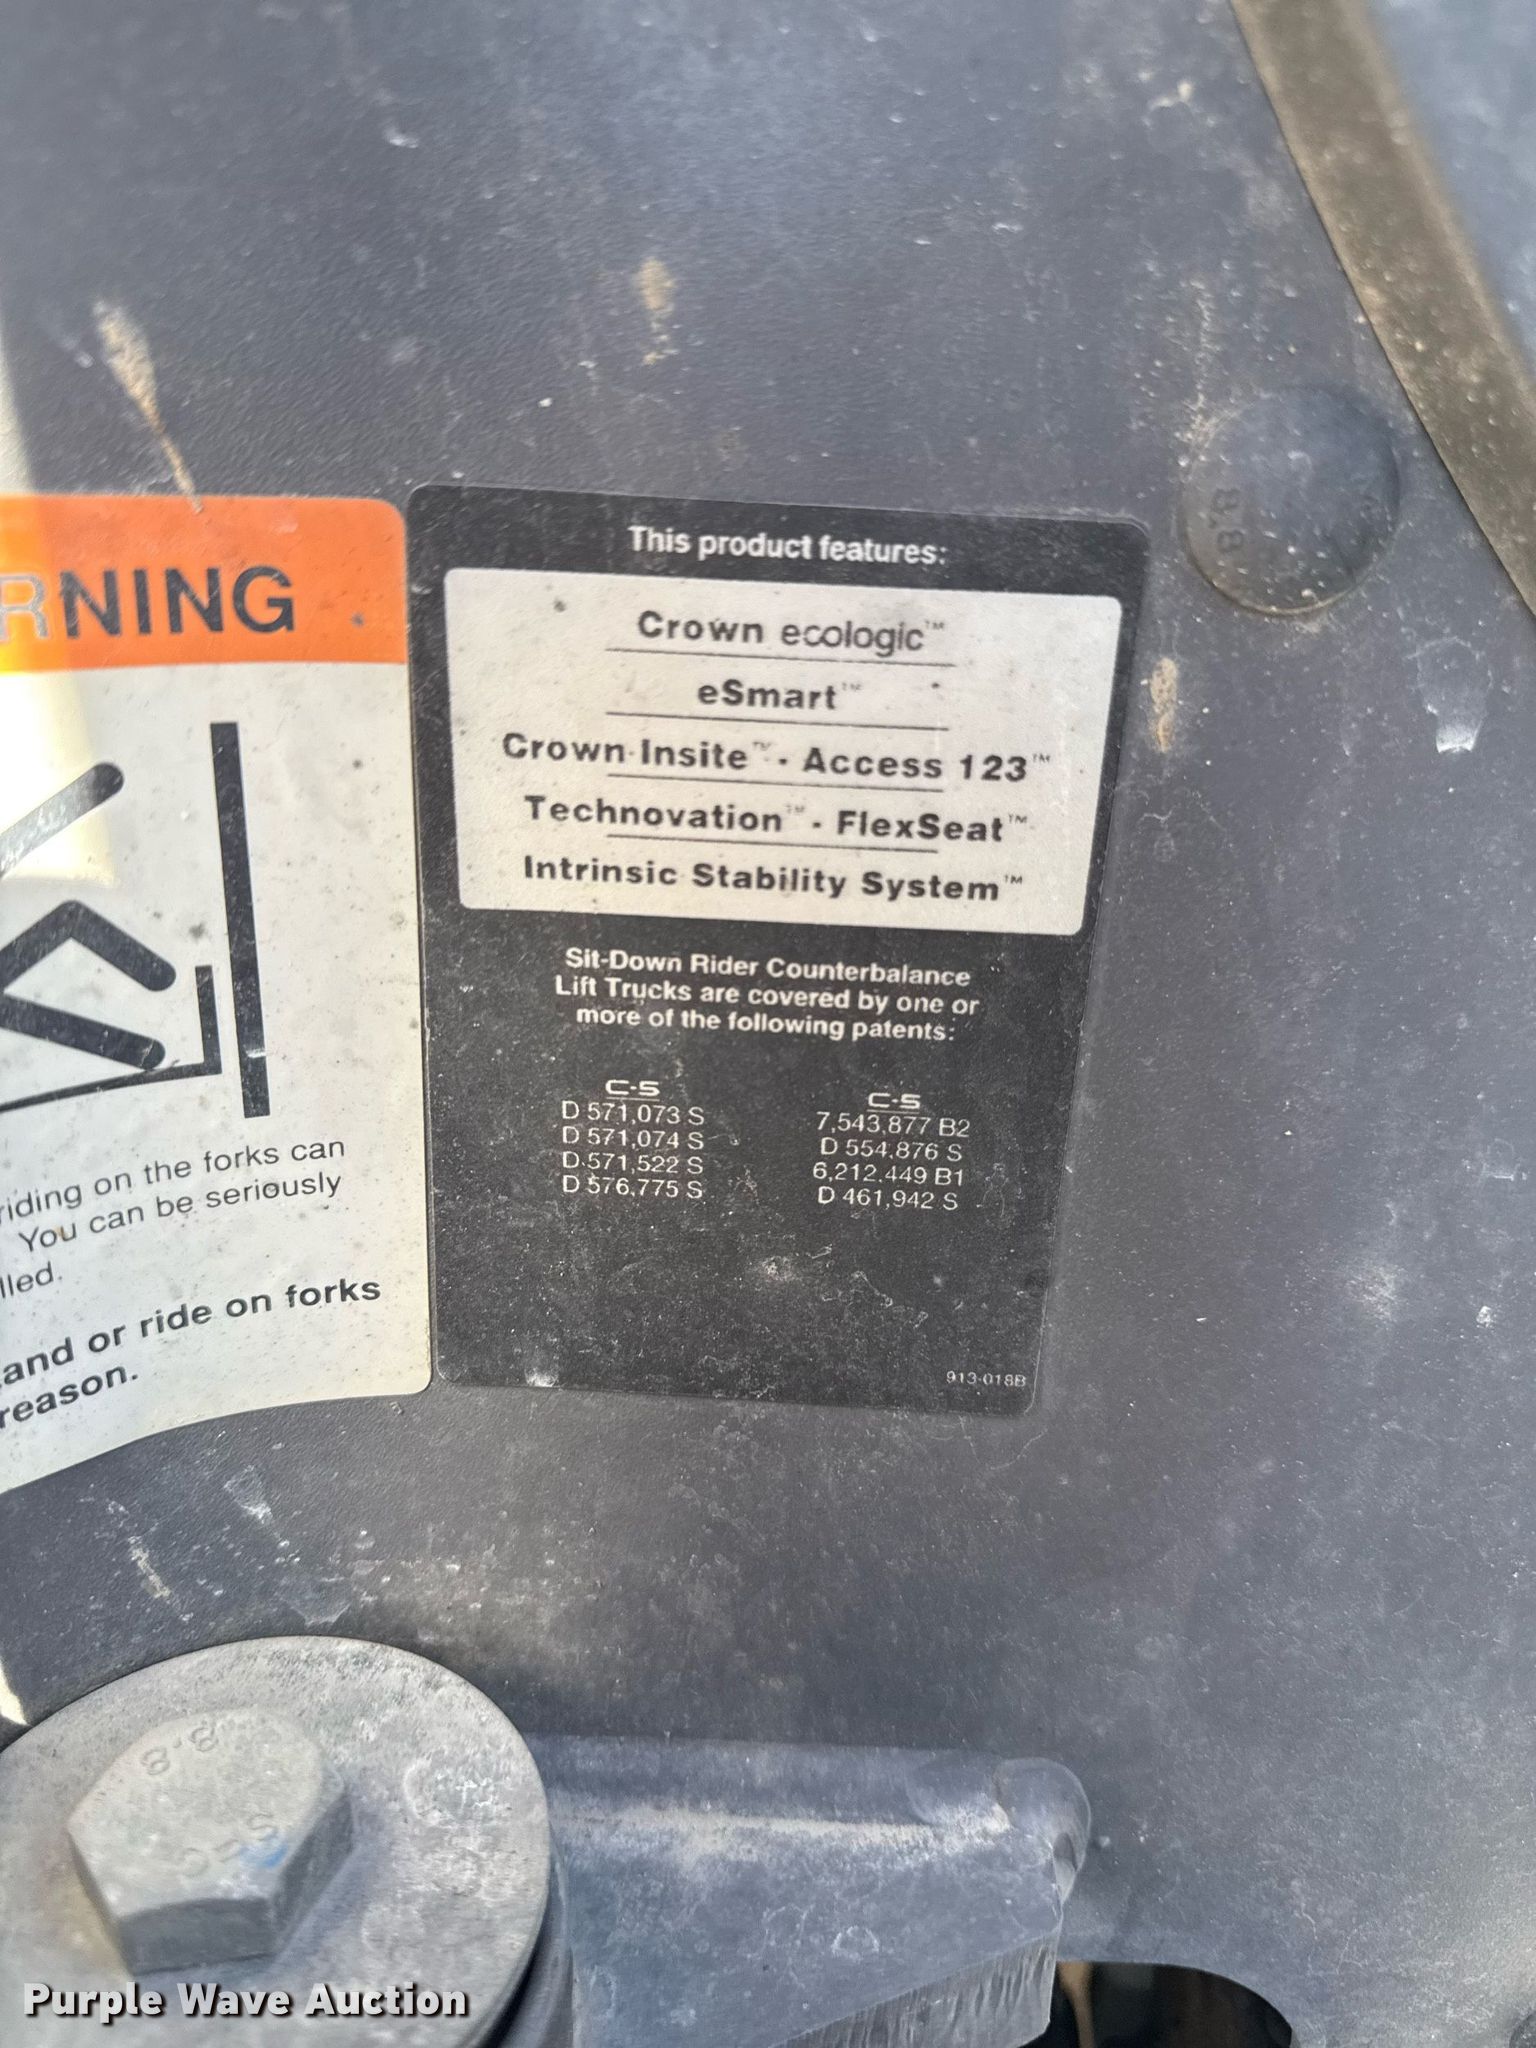 RNING
riding on the forks can
You can be seriously
lled.
and or ride on forks
reason.
This product features:
Crown ecologic™
eSmart™
Crown Insite™ · Access 123™
Technovation™ · FlexSeat™
Intrinsic Stability System™
Sit-Down Rider Counterbalance
Lift Trucks are covered by one or
more of the following patents:
C-5
D 571,073 S
D 571,074 S
D 571,522 S
D 576,775 S
C-5
7,543,877 B2
D 554,876 S
6,212,449 B1
D 461,942 S
913-018B
8.8
8.8
Purple Wave Auction